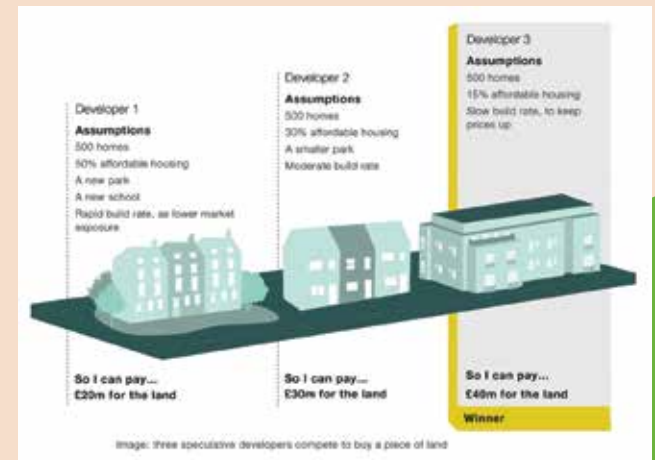 Developer 1
Assumptions
500 homes
50% affordable housing
A new park
A new school
Rapid build rate, as lower market
exposure
So I can pay...
£20m for the land
Developer 2
Assumptions
500 homes
30% affordable housing
A smaller park
Moderate build rate
So I can pay...
£30m for the land
Developer 3
Assumptions
500 homes
15% affordable housing
Slow build rate, to keep
prices up
So I can pay...
£40m for the land
Winner
Image: three speculative developers compete to buy a piece of land